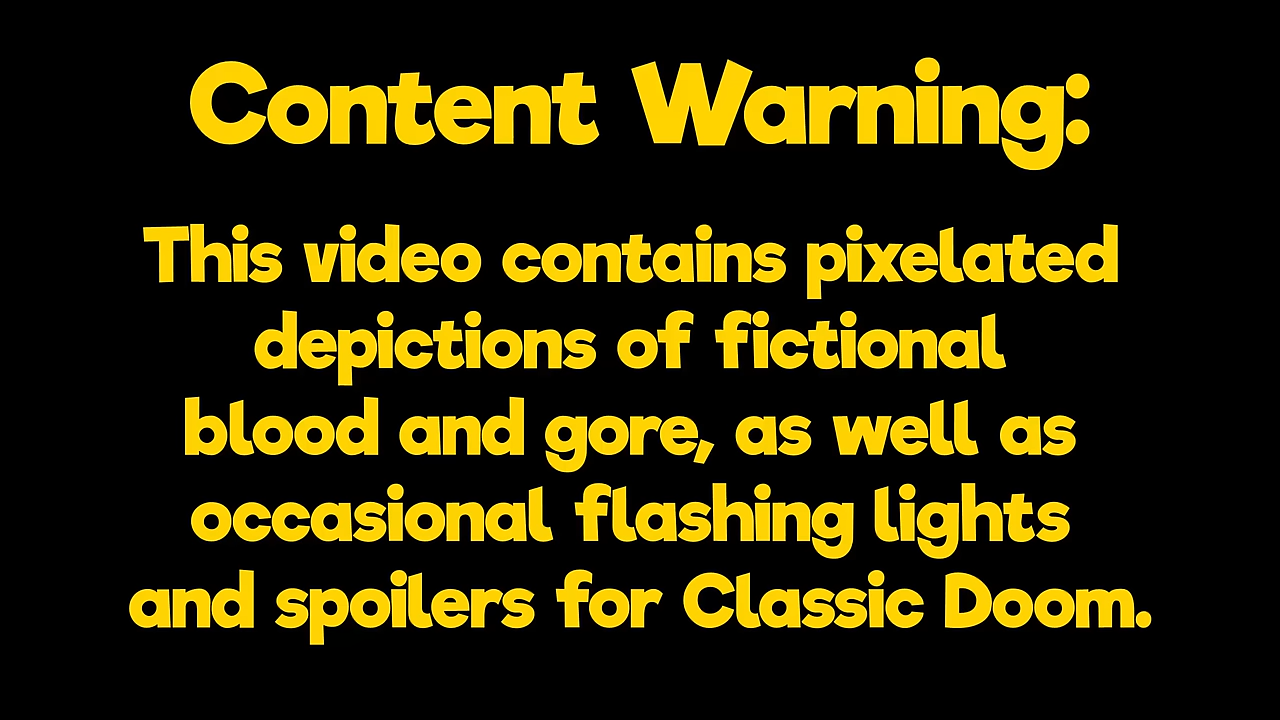 Content Warning:
This video contains pixelated
depictions of fictional
blood and gore, as well as
occasional flashing lights
and spoilers for Classic Doom.